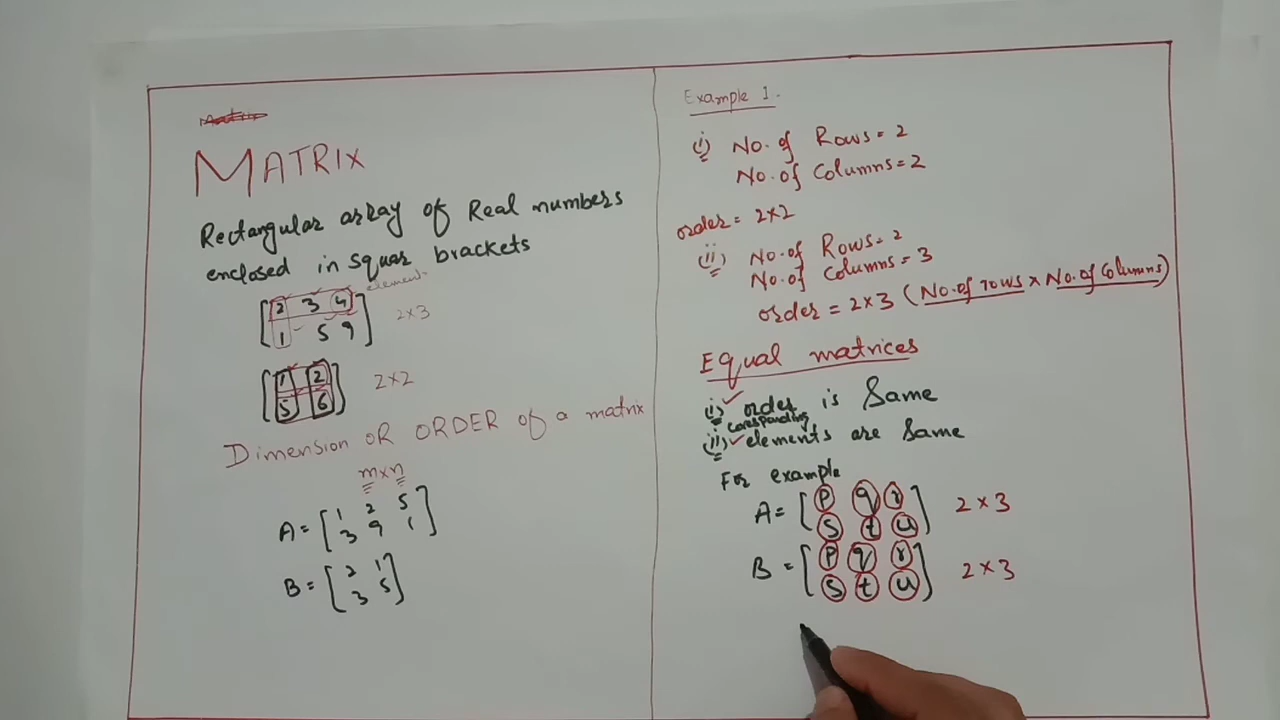 MATRIX
Rectangular array of Real numbers
enclosed in squar brackets
element
[2 3 4
1 5 9] 2×3
[1 2
5 6] 2×2
Dimension OR ORDER of a matrix
m×n
A = [1 2 5
3 9 1]
B = [2 1
3 5]
Example 1.
(i) No. of Rows = 2
No. of Columns = 2
order = 2×2
(ii) No. of Rows = 2
No. of Columns = 3
order = 2×3 (No. of rows × No. of Columns)
Equal matrices
(i) order is Same
corresponding
(ii) elements are Same
For example
A = [p q r
s t u] 2×3
B = [p q r
s t u] 2×3